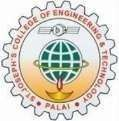 ST.JOSEPH'S COLLEGE OF ENGINEERING & TECHNOLOGY
PALAI